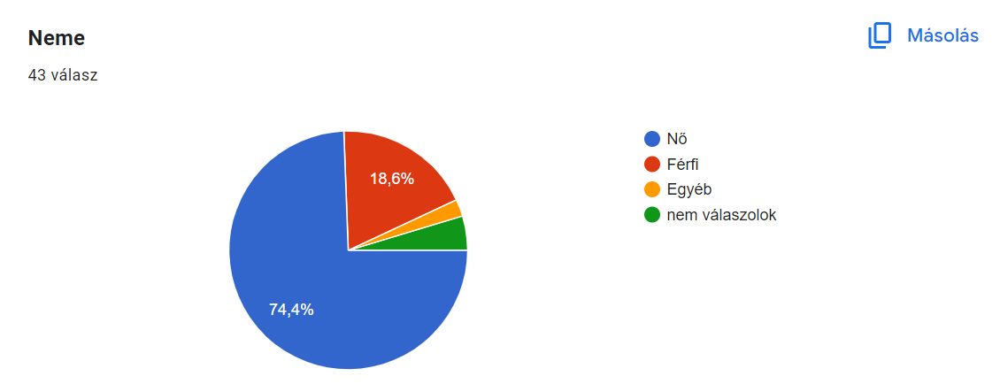 Neme
Másolás
43 válasz
18,6%
74,4%
Nő
Férfi
Egyéb
nem válaszolok